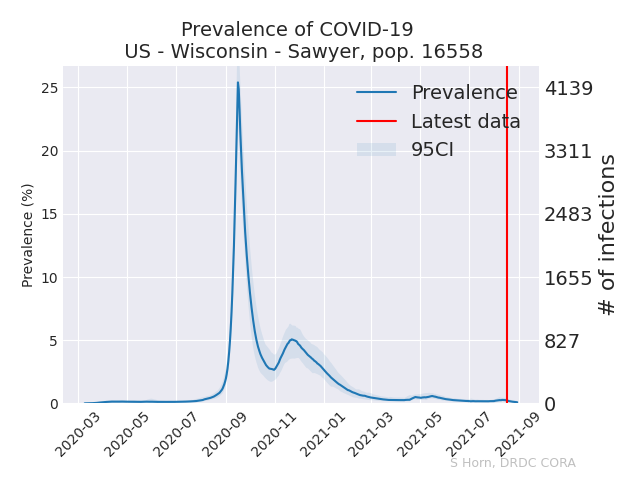 Prevalence of COVID-19
US - Wisconsin - Sawyer, pop. 16558
Prevalence
Latest data
95CI
25
20
15
10
5
0
Prevalence (%)
4139
3311
2483
1655
827
0
# of infections
2020-03
2020-05
2020-07
2020-09
2020-11
2021-01
2021-03
2021-05
2021-07
2021-09
S Horn, DRDC CORA